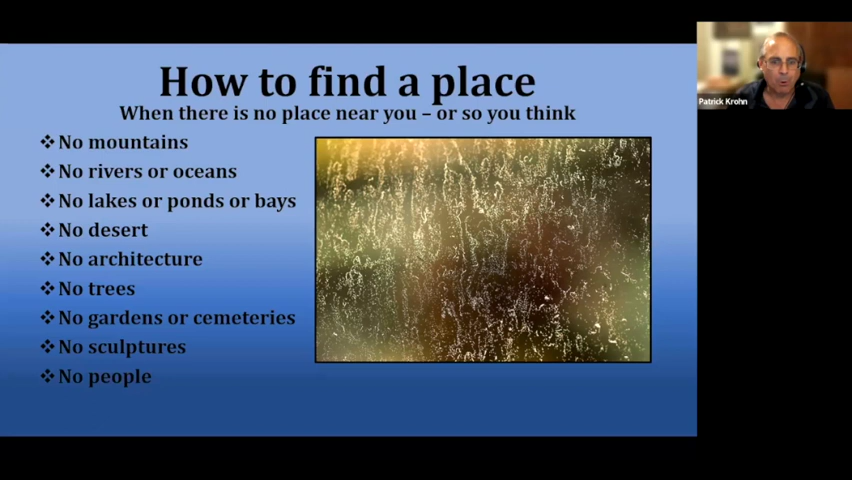 How to find a place
When there is no place near you – or so you think
❖No mountains
❖No rivers or oceans
❖No lakes or ponds or bays
❖No desert
❖No architecture
❖No trees
❖No gardens or cemeteries
❖No sculptures
❖No people
Patrick Krohn